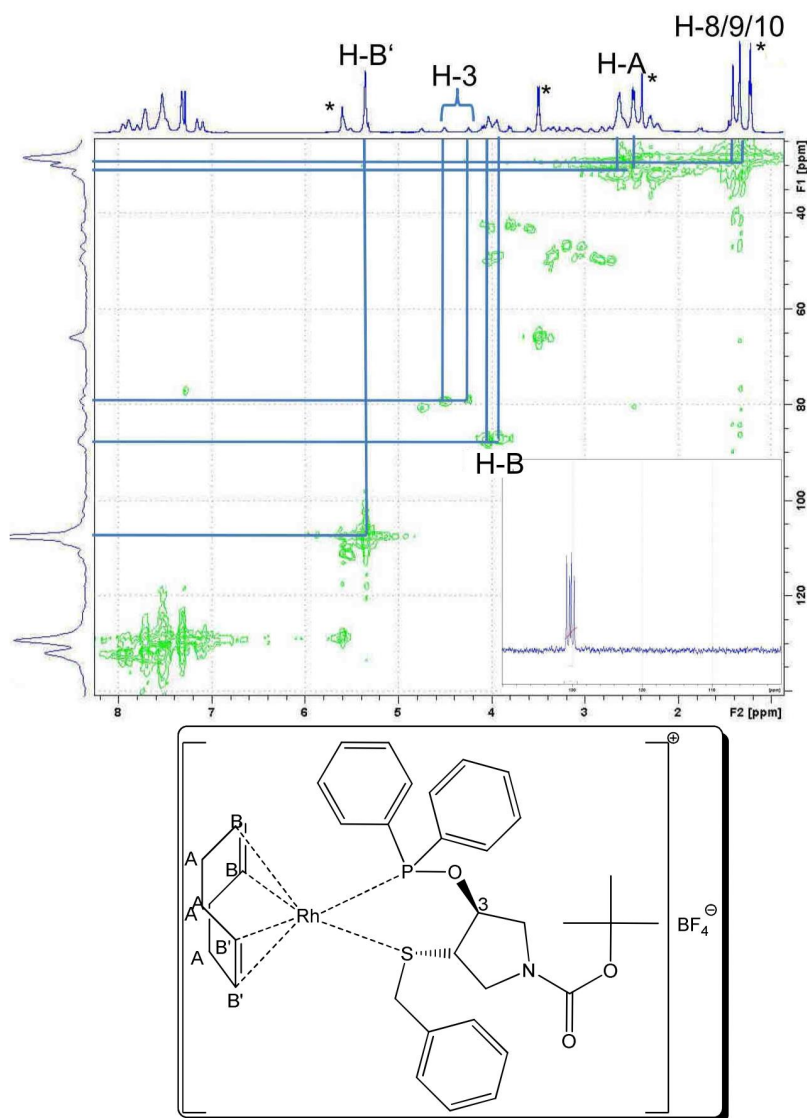 H-8/9/10
H-B‘ H-3 H-A
* * * *
F1 [ppm]
40
60
80
100
120
H-B
8 7 6 5 4 3 2 F2 [ppm]
⊕
B
A B
A
A
B'
A
B'
Rh
P O
3
S
N
O
O
BF4 ⊖